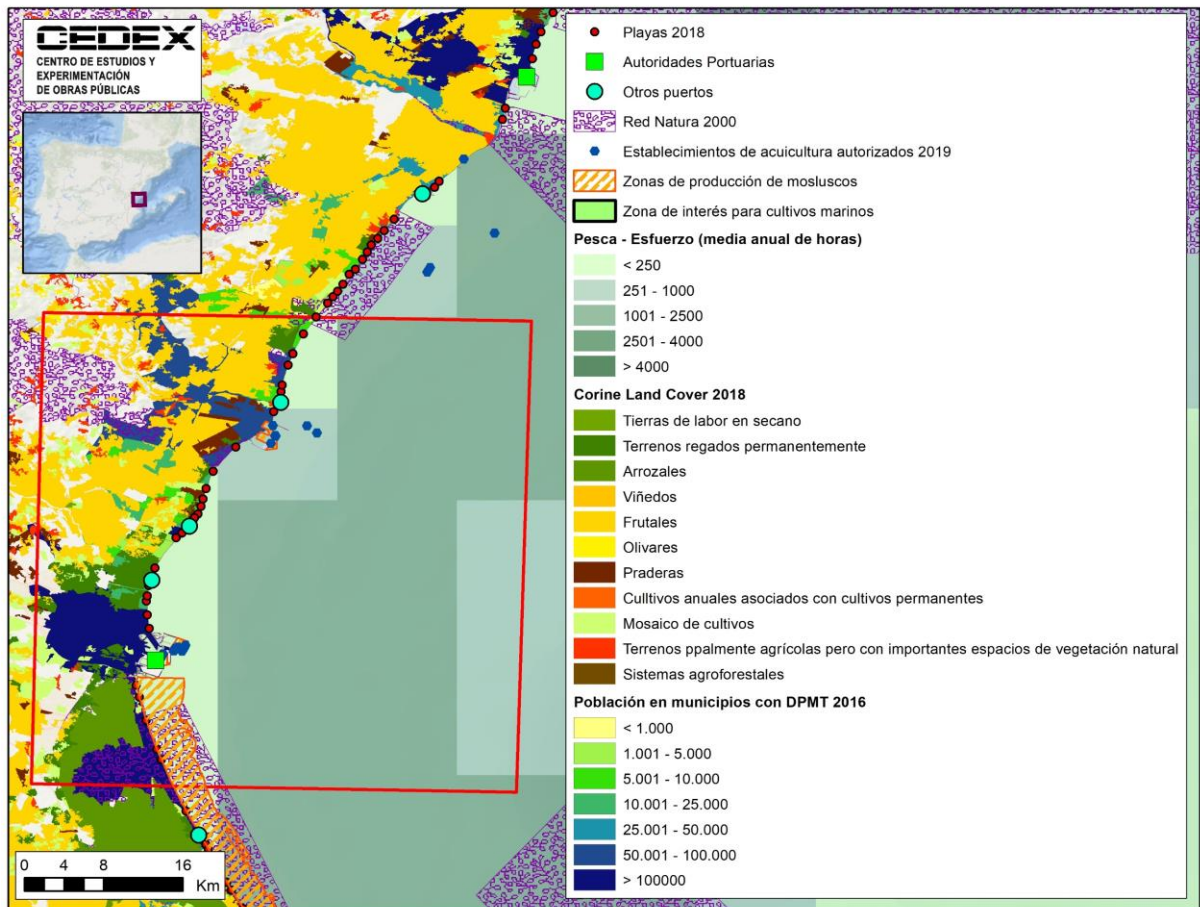 CEDEX
CENTRO DE ESTUDIOS Y
EXPERIMENTACIÓN
DE OBRAS PÚBLICAS
Playas 2018
Autoridades Portuarias
Otros puertos
Red Natura 2000
Establecimientos de acuicultura autorizados 2019
Zonas de producción de mosluscos
Zona de interés para cultivos marinos
Pesca - Esfuerzo (media anual de horas)
< 250
251 - 1000
1001 - 2500
2501 - 4000
> 4000
Corine Land Cover 2018
Tierras de labor en secano
Terrenos regados permanentemente
Arrozales
Viñedos
Frutales
Olivares
Praderas
Culltivos anuales asociados con cultivos permanentes
Mosaico de cultivos
Terrenos ppalmente agrícolas pero con importantes espacios de vegetación natural
Sistemas agroforestales
Población en municipios con DPMT 2016
< 1.000
1.001 - 5.000
5.001 - 10.000
10.001 - 25.000
25.001 - 50.000
50.001 - 100.000
> 100000
0 4 8 16
Km